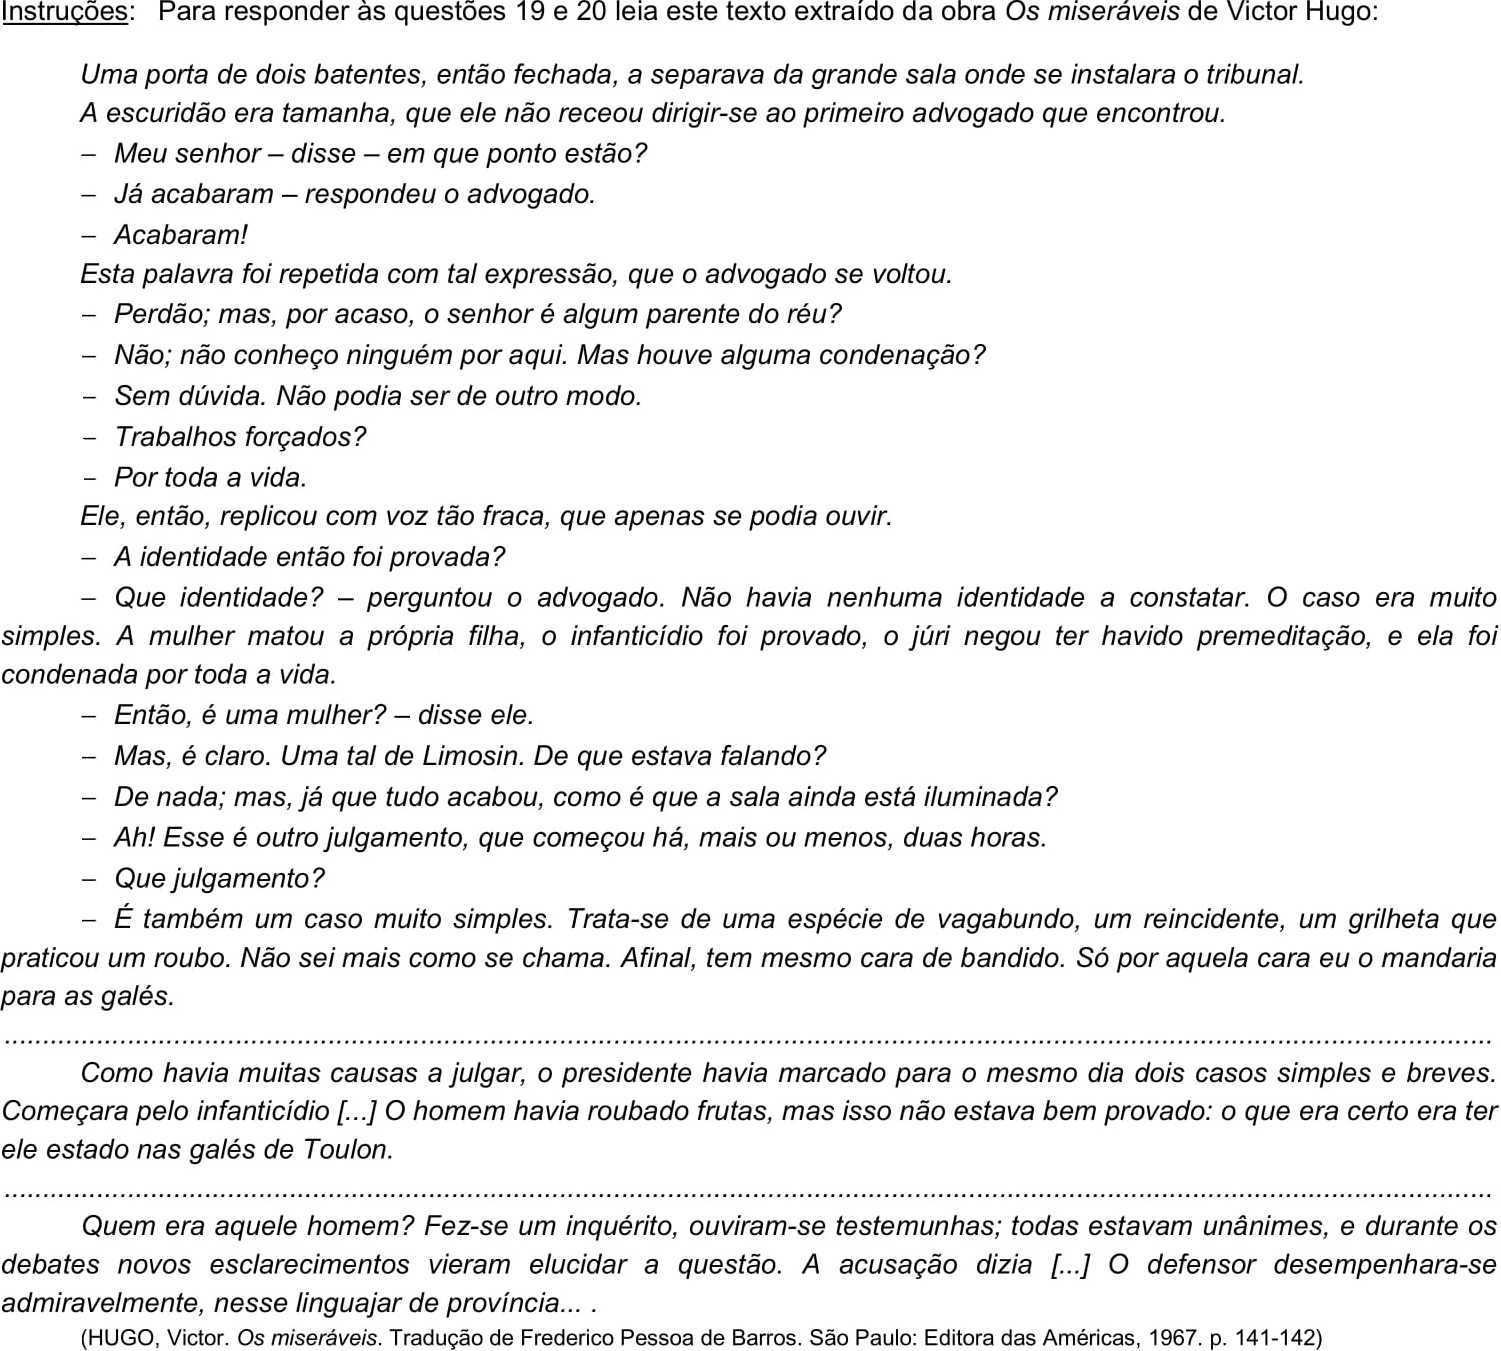 Instruções: Para responder às questões 19 e 20 leia este texto extraído da obra Os miseráveis de Victor Hugo:
Uma porta de dois batentes, então fechada, a separava da grande sala onde se instalara o tribunal.
A escuridão era tamanha, que ele não receou dirigir-se ao primeiro advogado que encontrou.
– Meu senhor – disse – em que ponto estão?
– Já acabaram – respondeu o advogado.
– Acabaram!
Esta palavra foi repetida com tal expressão, que o advogado se voltou.
– Perdão; mas, por acaso, o senhor é algum parente do réu?
– Não; não conheço ninguém por aqui. Mas houve alguma condenação?
– Sem dúvida. Não podia ser de outro modo.
– Trabalhos forçados?
– Por toda a vida.
Ele, então, replicou com voz tão fraca, que apenas se podia ouvir.
– A identidade então foi provada?
– Que identidade? – perguntou o advogado. Não havia nenhuma identidade a constatar. O caso era muito
simples. A mulher matou a própria filha, o infanticídio foi provado, o júri negou ter havido premeditação, e ela foi
condenada por toda a vida.
– Então, é uma mulher? – disse ele.
– Mas, é claro. Uma tal de Limosin. De que estava falando?
– De nada; mas, já que tudo acabou, como é que a sala ainda está iluminada?
– Ah! Esse é outro julgamento, que começou há, mais ou menos, duas horas.
– Que julgamento?
– É também um caso muito simples. Trata-se de uma espécie de vagabundo, um reincidente, um grilheta que
praticou um roubo. Não sei mais como se chama. Afinal, tem mesmo cara de bandido. Só por aquela cara eu o mandaria
para as galés.
....................................................................................................................................................................................
Como havia muitas causas a julgar, o presidente havia marcado para o mesmo dia dois casos simples e breves.
Começara pelo infanticídio [...] O homem havia roubado frutas, mas isso não estava bem provado: o que era certo era ter
ele estado nas galés de Toulon.
....................................................................................................................................................................................
Quem era aquele homem? Fez-se um inquérito, ouviram-se testemunhas; todas estavam unânimes, e durante os
debates novos esclarecimentos vieram elucidar a questão. A acusação dizia [...] O defensor desempenhara-se
admiravelmente, nesse linguajar de província... .
(HUGO, Victor. Os miseráveis. Tradução de Frederico Pessoa de Barros. São Paulo: Editora das Américas, 1967. p. 141-142)